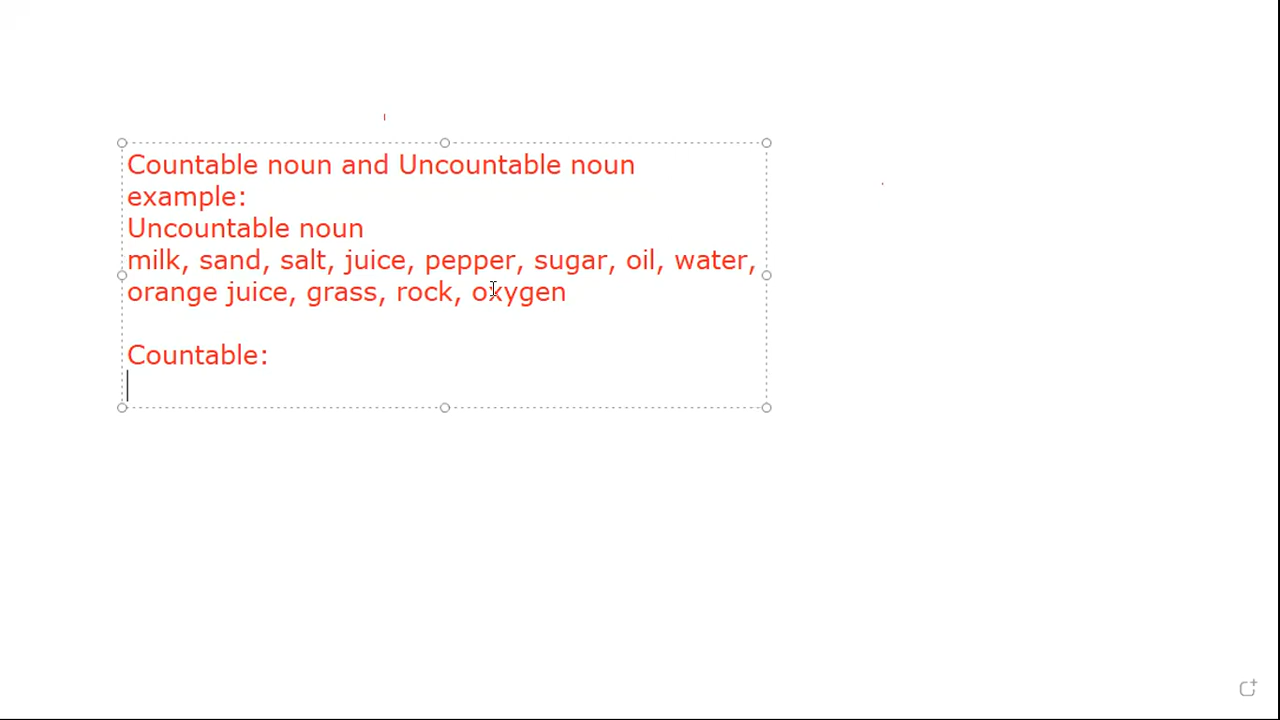 Countable noun and Uncountable noun
example:
Uncountable noun
milk, sand, salt, juice, pepper, sugar, oil, water,
orange juice, grass, rock, oxygen
Countable: